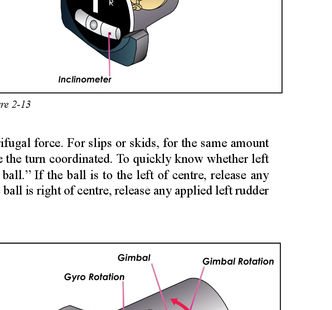 R
Inclinometer
re 2-13
ifugal force. For slips or skids, for the same amount
e the turn coordinated. To quickly know whether left
ball.” If the ball is to the left of centre, release any
ball is right of centre, release any applied left rudder
Gimbal
Gimbal Rotation
Gyro Rotation